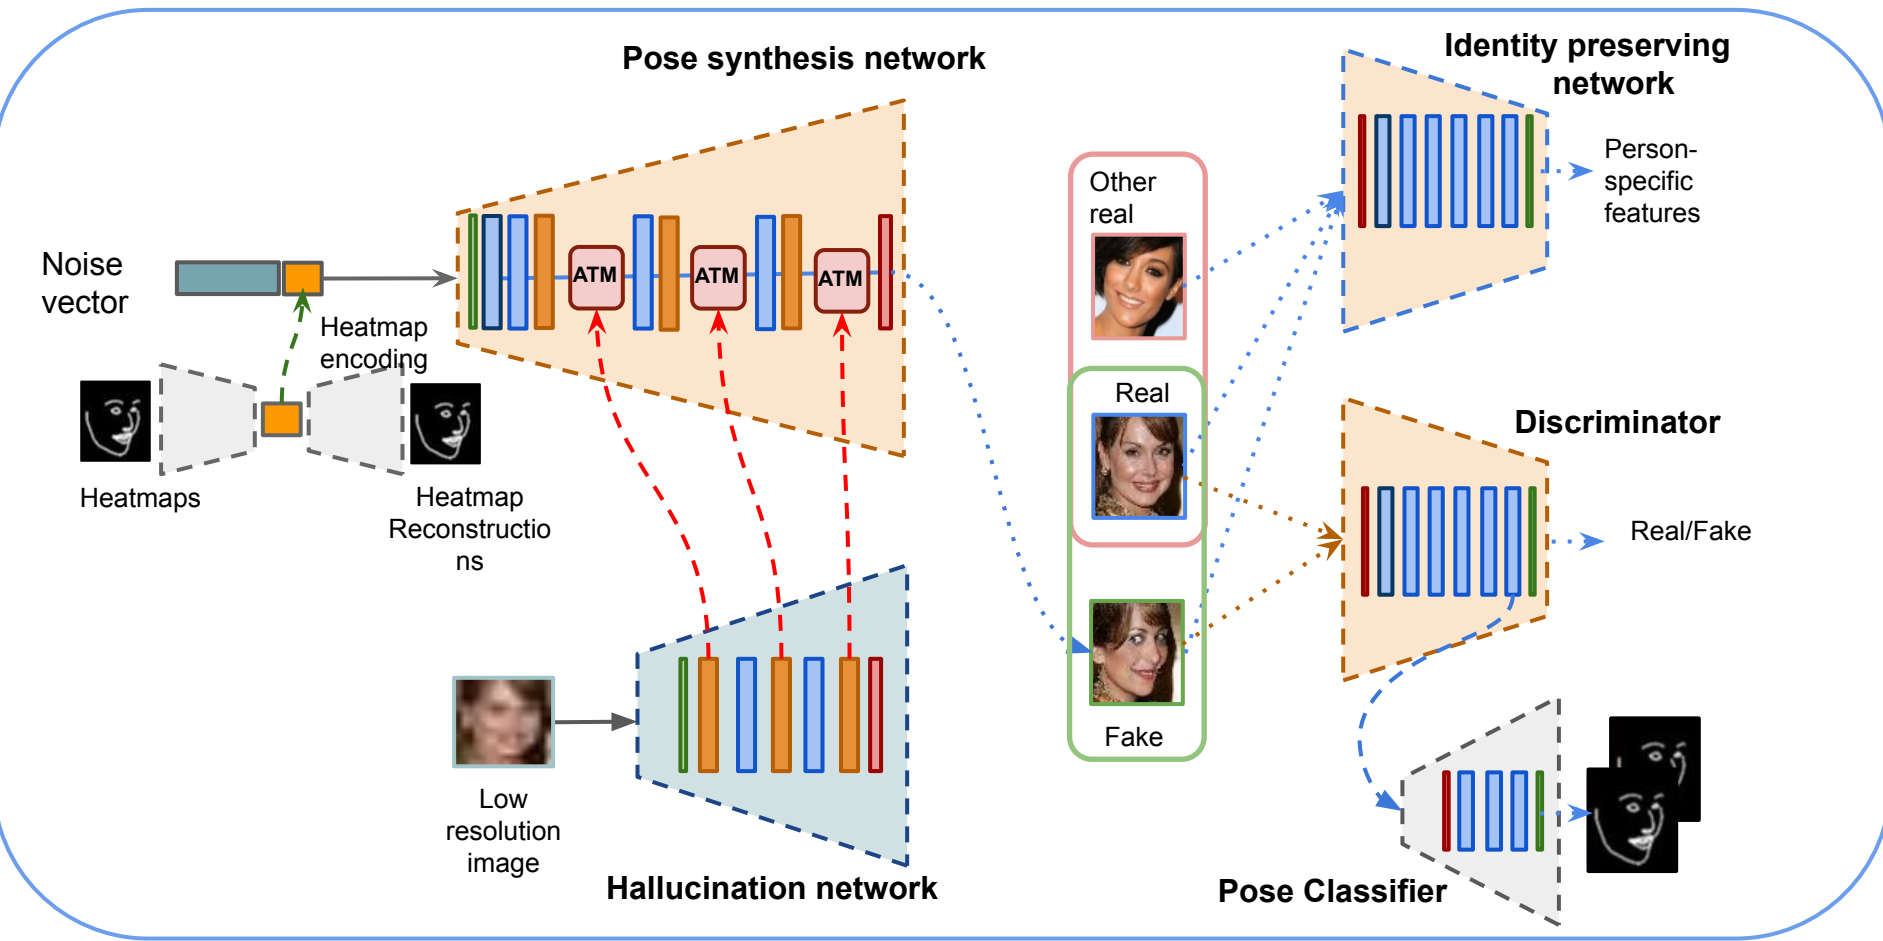 Pose synthesis network
Identity preserving
network
Person-
specific
features
Other
real
Noise
vector
ATM
ATM
ATM
Heatmap
encoding
Real
Discriminator
Heatmaps
Heatmap
Reconstructio
ns
Real/Fake
Fake
Low
resolution
image
Hallucination network
Pose Classifier